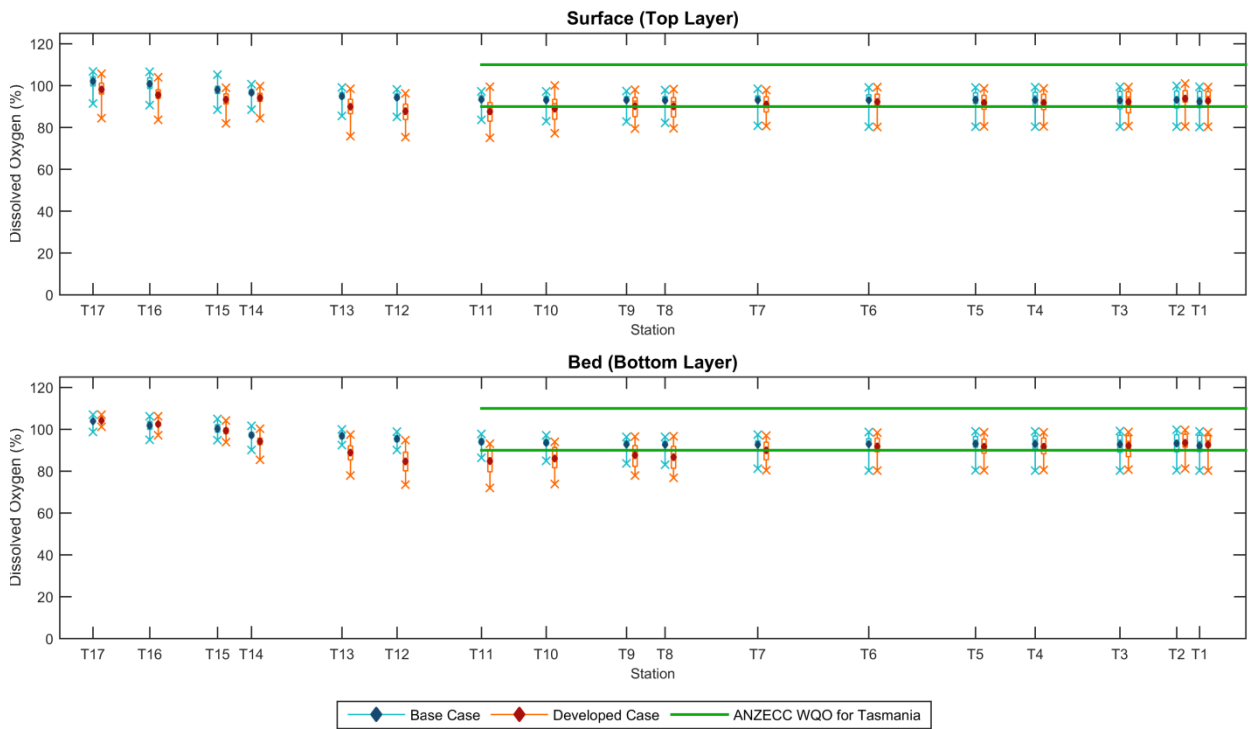 Surface (Top Layer)
Dissolved Oxygen (%)
120
100
80
60
40
20
0
T17 T16 T15 T14 T13 T12 T11 T10 T9 T8 T7 T6 T5 T4 T3 T2 T1
Station
Bed (Bottom Layer)
Dissolved Oxygen (%)
120
100
80
60
40
20
0
T17 T16 T15 T14 T13 T12 T11 T10 T9 T8 T7 T6 T5 T4 T3 T2 T1
Station
Base Case Developed Case ANZECC WQO for Tasmania